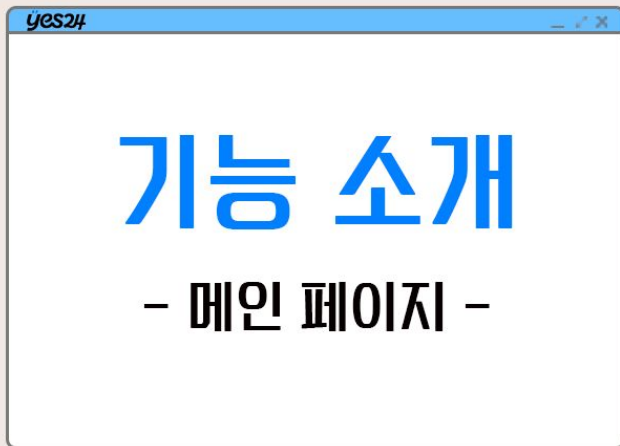 yes24
기능 소개
- 메인 페이지 -